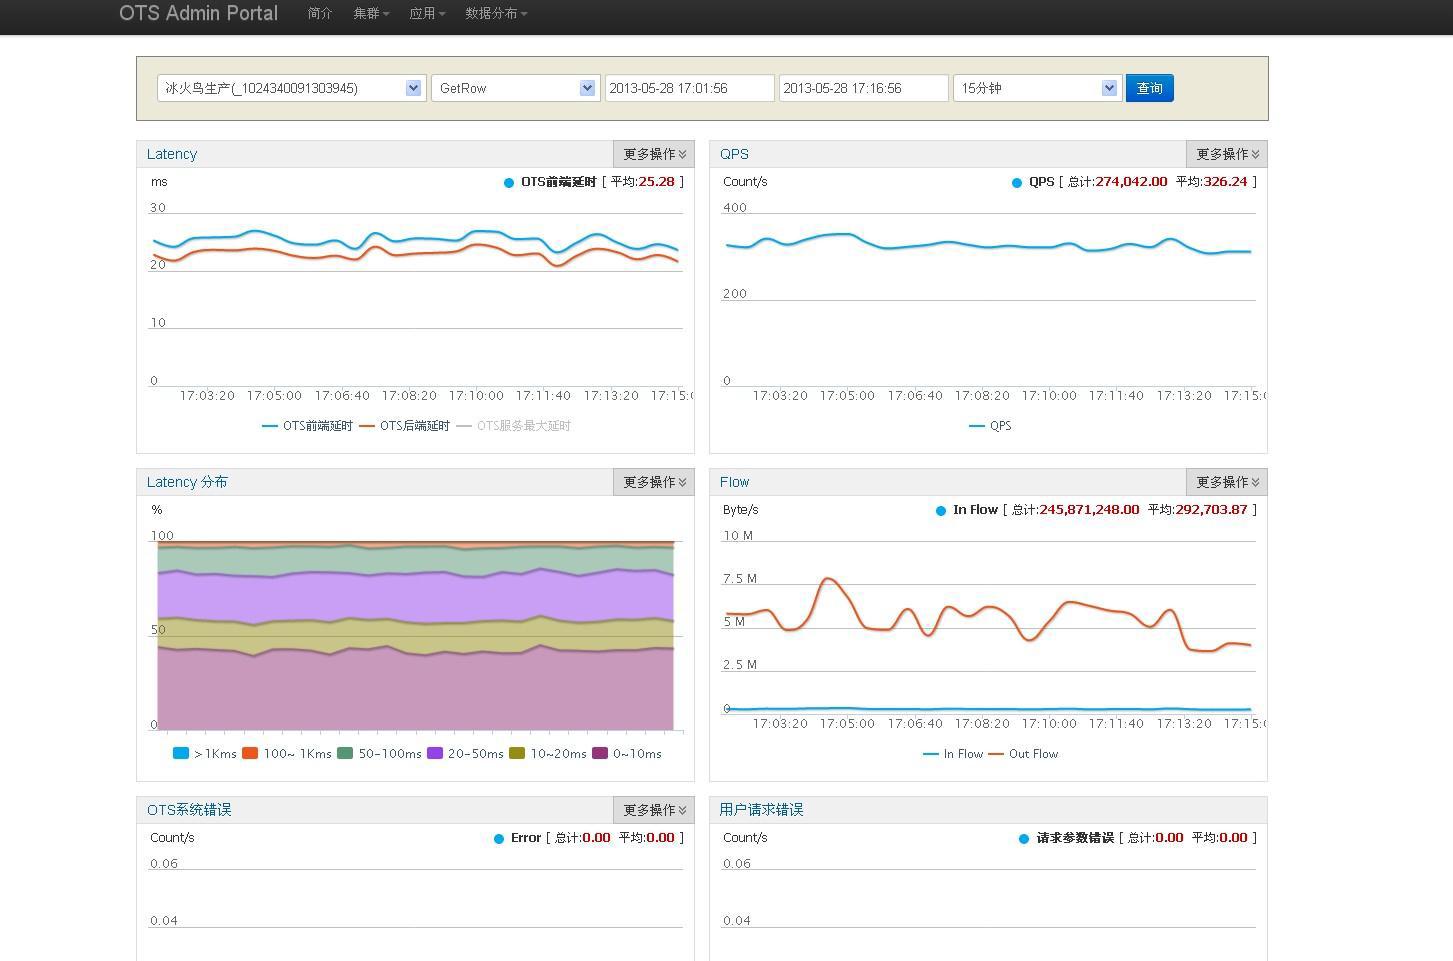 OTS Admin Portal 简介 集群 应用 数据分布
冰火鸟生产(_1024340091303945) GetRow 2013-05-28 17:01:56 2013-05-28 17:16:56 15分钟 查询
Latency 更多操作
ms OTS前端延时 [ 平均:25.28 ]
30
20
10
0
17:03:20 17:05:00 17:06:40 17:08:20 17:10:00 17:11:40 17:13:20 17:15:0
OTS前端延时 OTS后端延时 OTS服务最大延时
QPS 更多操作
Count/s QPS [ 总计:274,042.00 平均:326.24 ]
400
200
0
17:03:20 17:05:00 17:06:40 17:08:20 17:10:00 17:11:40 17:13:20 17:15:0
QPS
Latency 分布 更多操作
%
100
50
0
>1Kms 100~ 1Kms 50-100ms 20-50ms 10~20ms 0~10ms
Flow 更多操作
Byte/s In Flow [ 总计:245,871,248.00 平均:292,703.87 ]
10 M
7.5 M
5 M
2.5 M
0
17:03:20 17:05:00 17:06:40 17:08:20 17:10:00 17:11:40 17:13:20 17:15:0
In Flow Out Flow
OTS系统错误 更多操作
Count/s Error [ 总计:0.00 平均:0.00 ]
0.06
0.04
用户请求错误
Count/s 请求参数错误 [ 总计:0.00 平均:0.00 ]
0.06
0.04